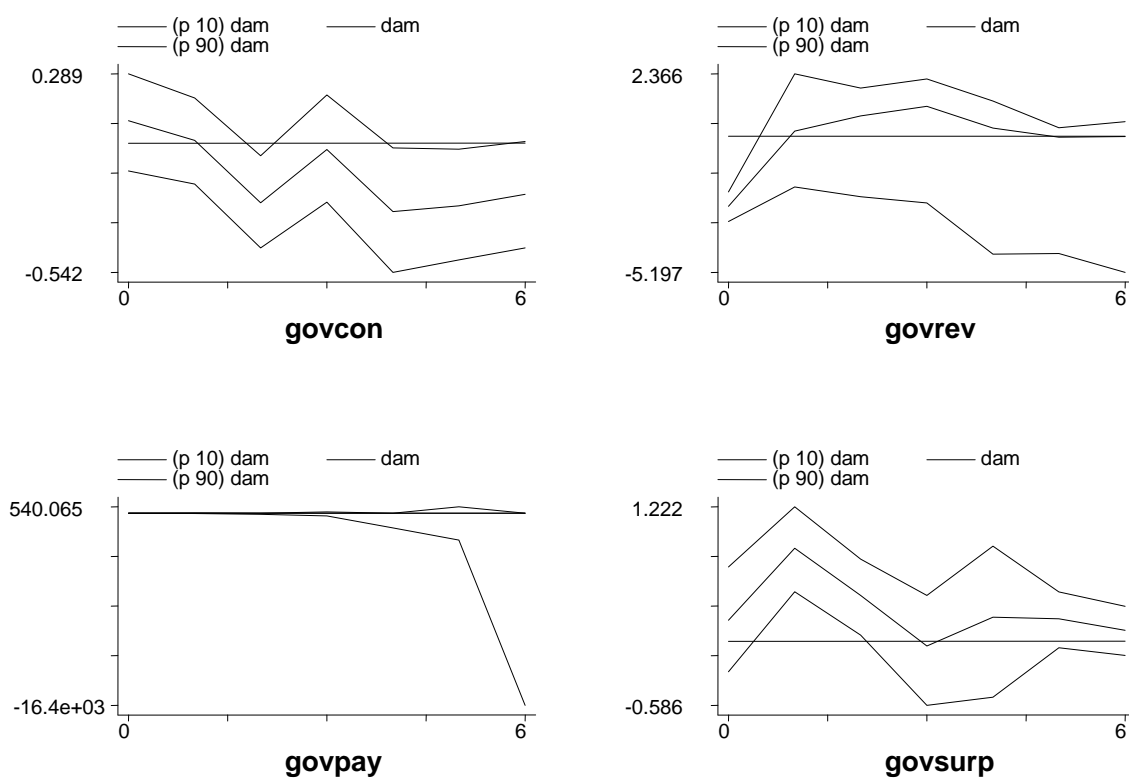 (p 10) dam dam
(p 90) dam
0.289
-0.542
0 6
govcon
(p 10) dam dam
(p 90) dam
2.366
-5.197
0 6
govrev
(p 10) dam dam
(p 90) dam
540.065
-16.4e+03
0 6
govpay
(p 10) dam dam
(p 90) dam
1.222
-0.586
0 6
govsurp